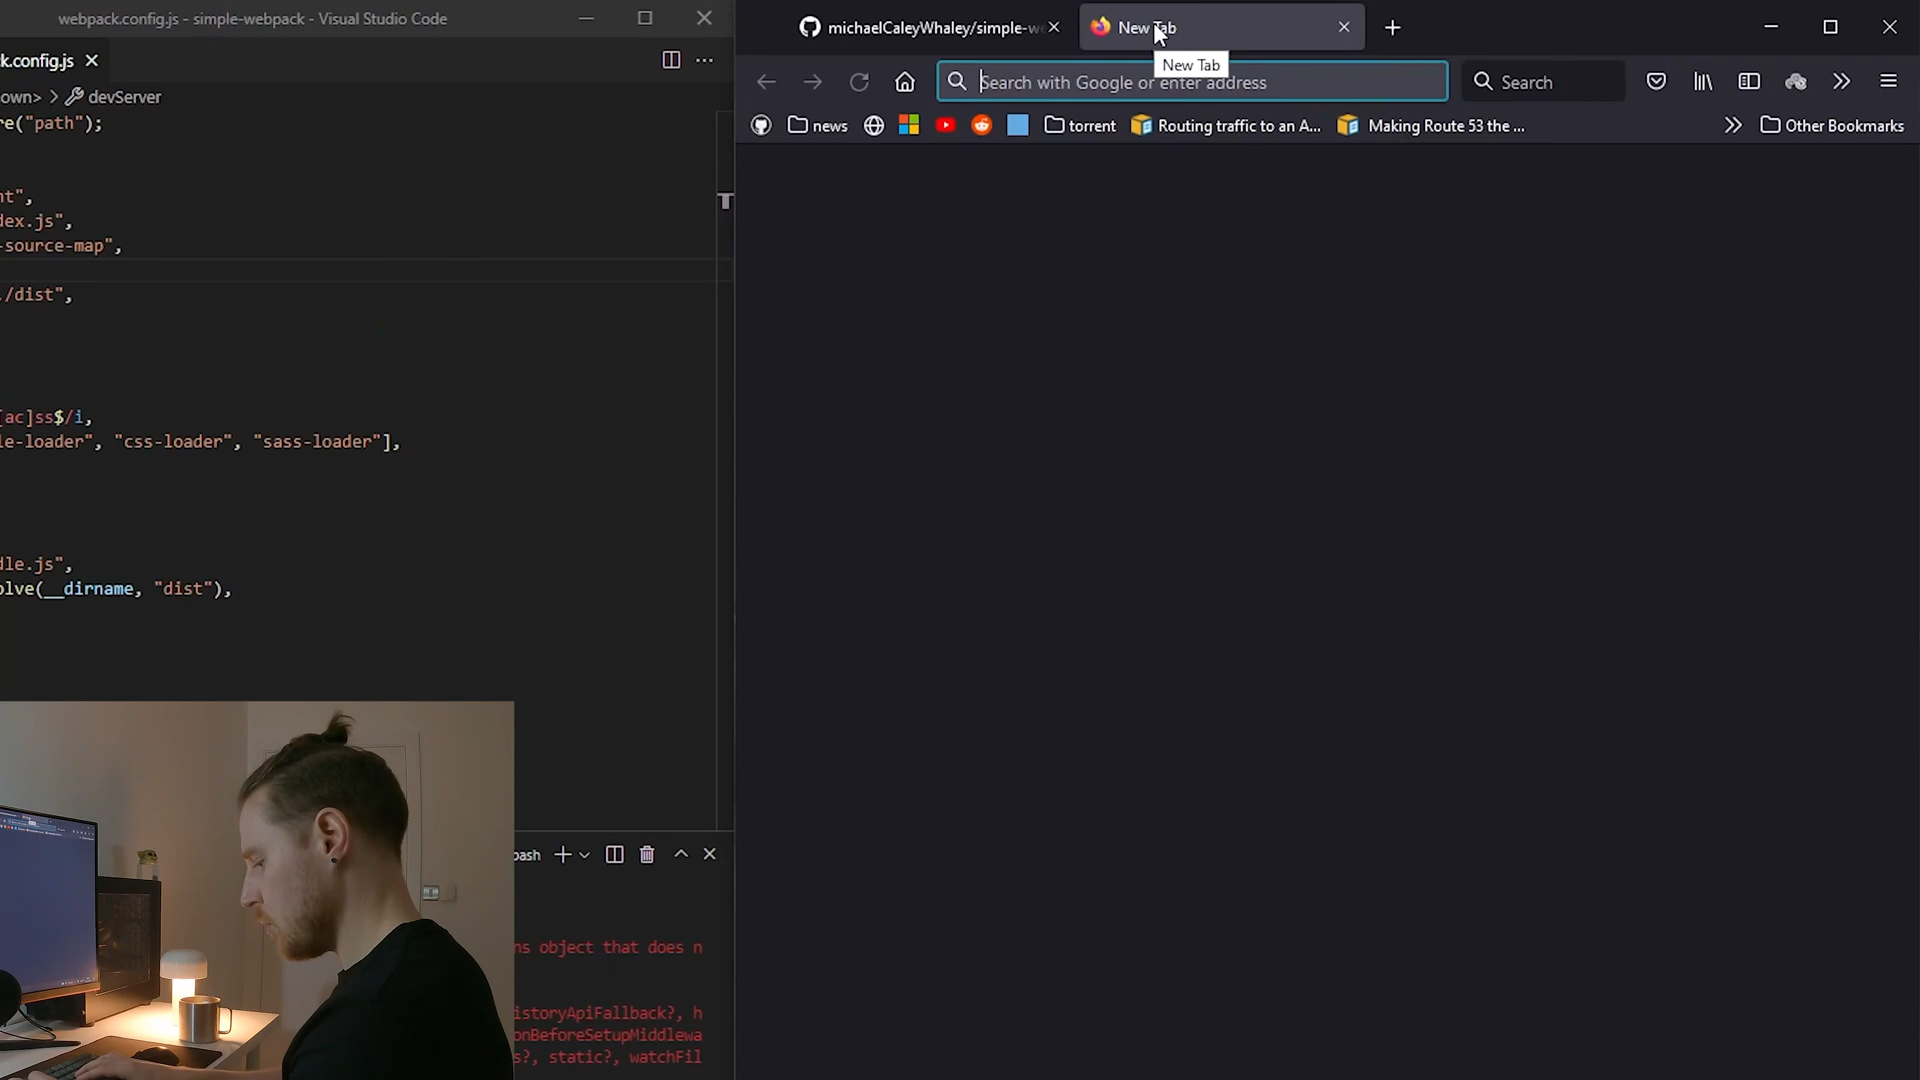 webpack.config.js - simple-webpack - Visual Studio Code
k.config.js
own> devServer
re("path");
nt",
dex.js",
-source-map",
./dist",
[ac]ss$/i,
le-loader", "css-loader", "sass-loader"],
dle.js",
olve(__dirname, "dist"),
bash
ns object that does n
istoryApiFallback?, h
onBeforeSetupMiddlewa
s?, static?, watchFil
michaelCaleyWhaley/simple-we
New Tab
New Tab
Search with Google or enter address
Search
news
torrent
Routing traffic to an A...
Making Route 53 the ...
Other Bookmarks